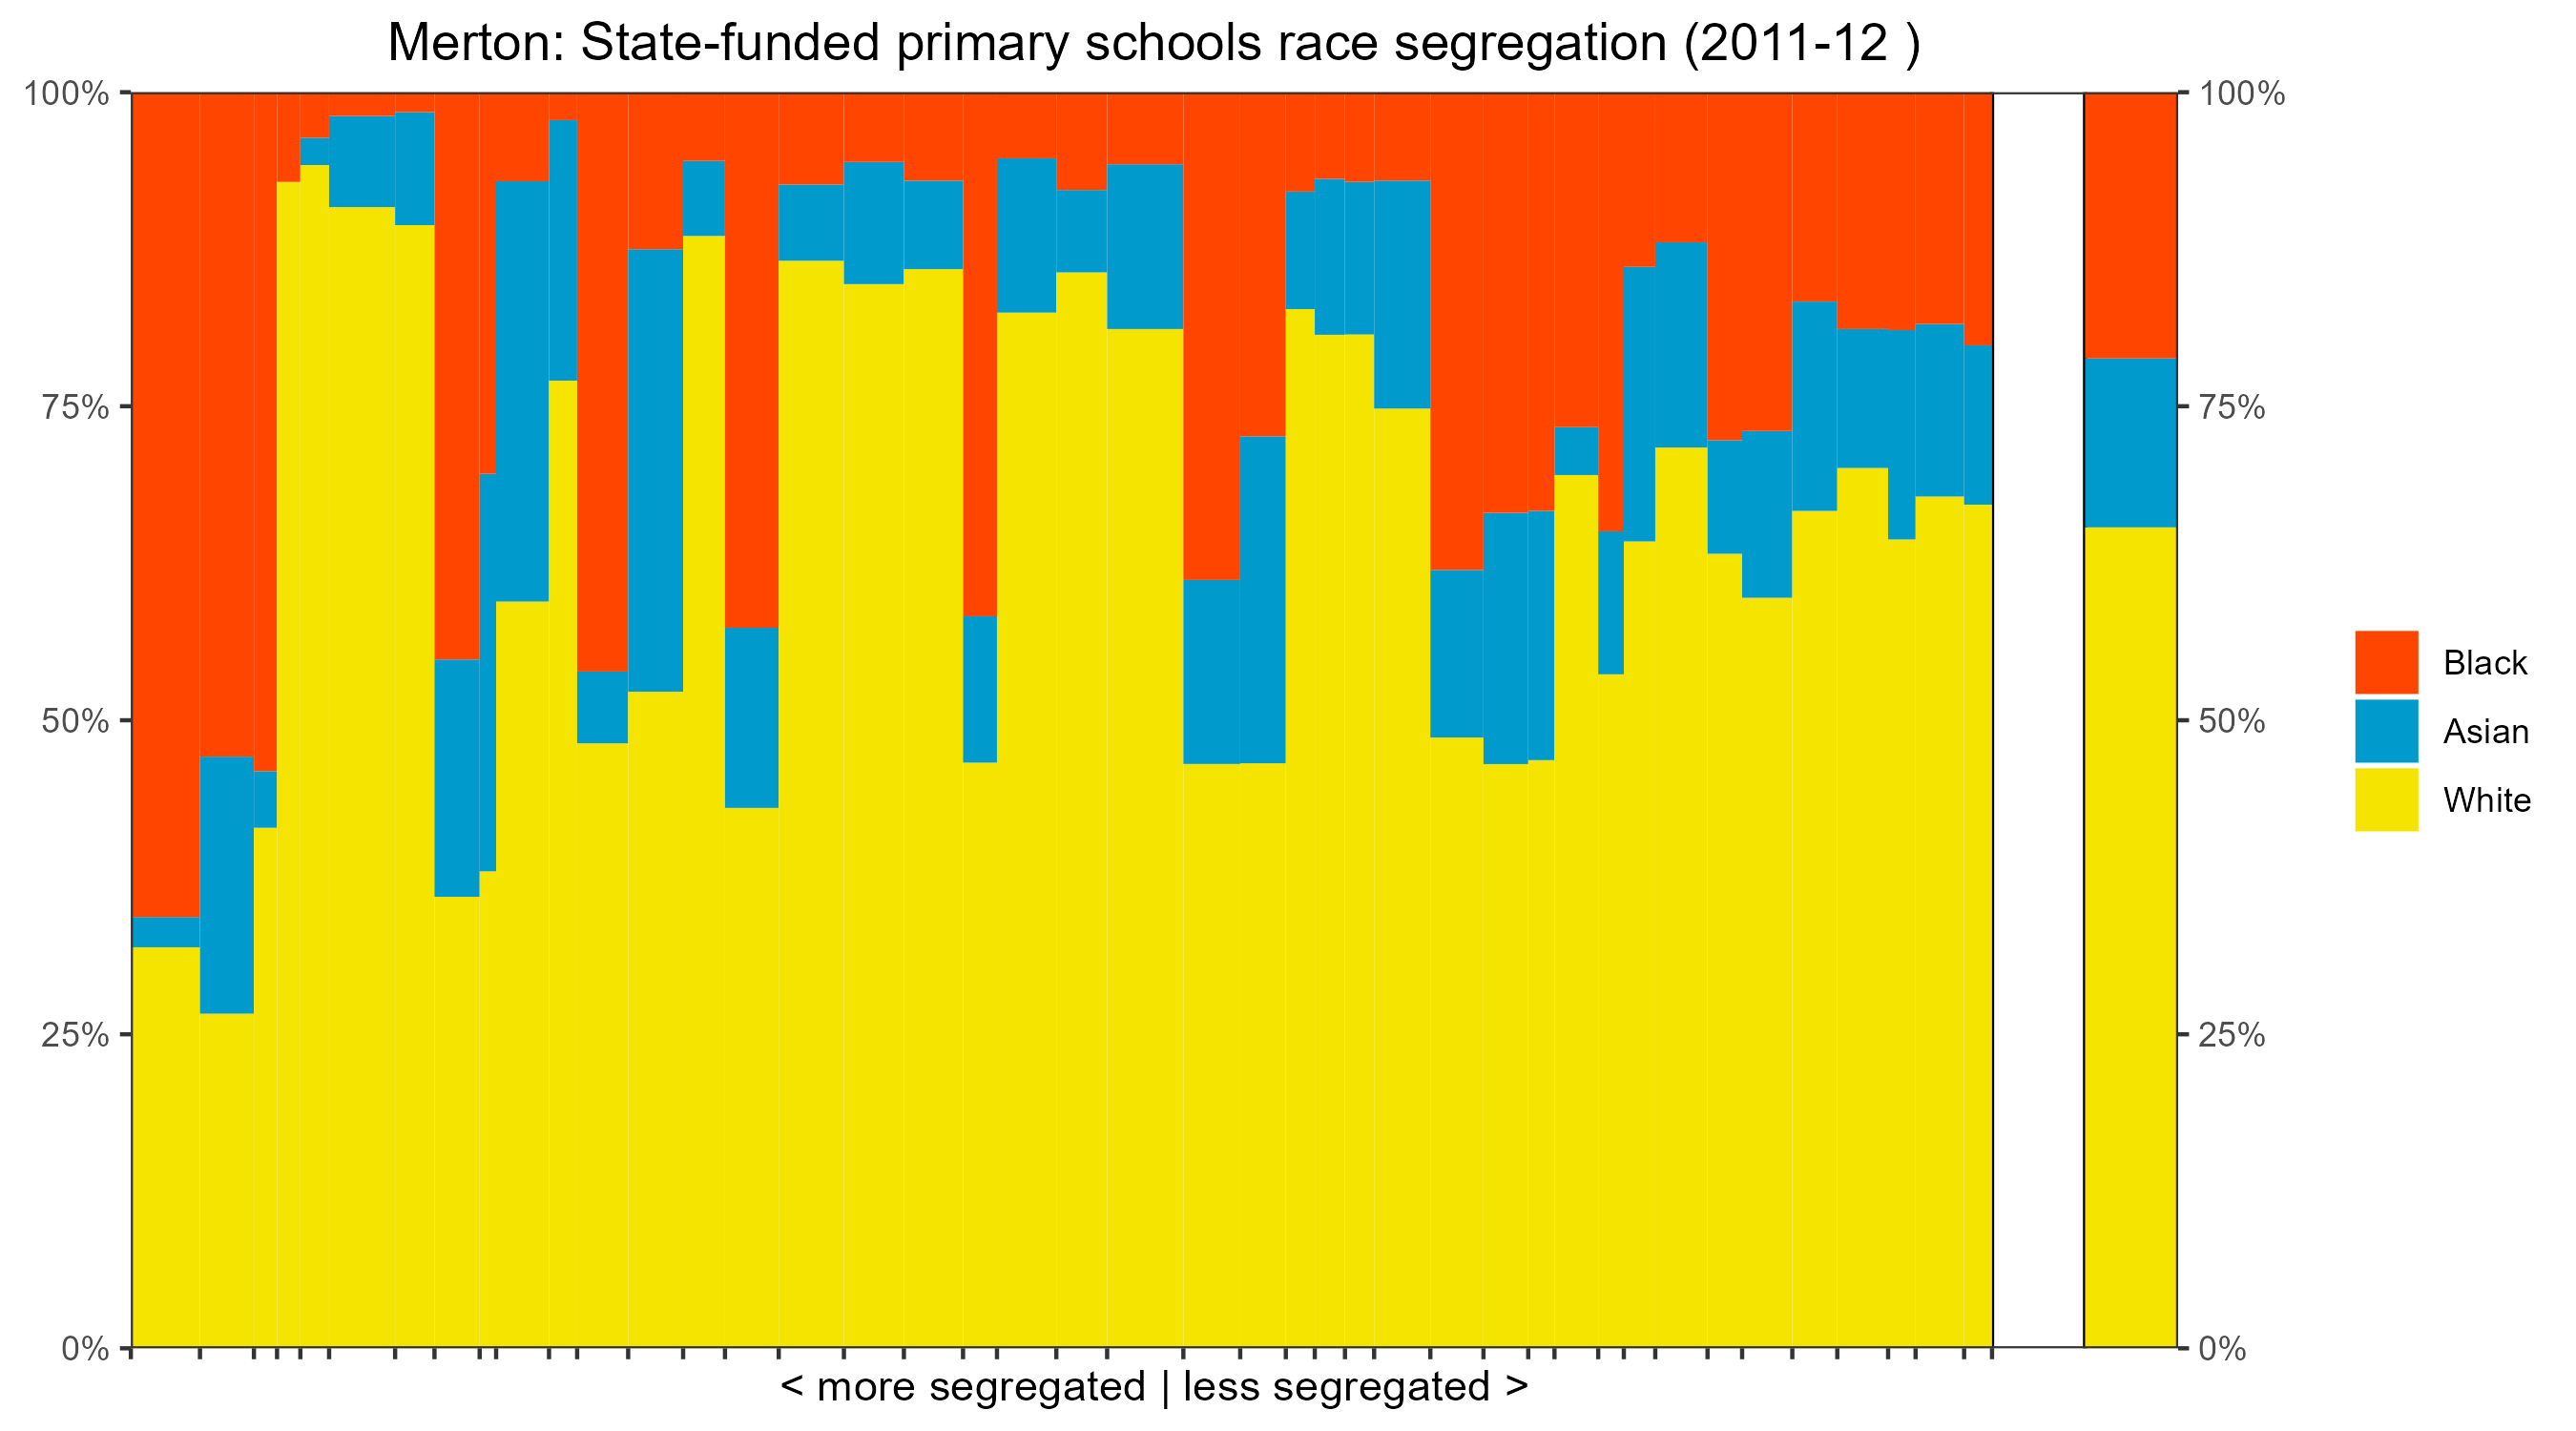 Merton: State-funded primary schools race segregation (2011-12 )
100%
75%
50%
25%
0%
100%
75%
50%
25%
0%
Black
Asian
White
< more segregated | less segregated >